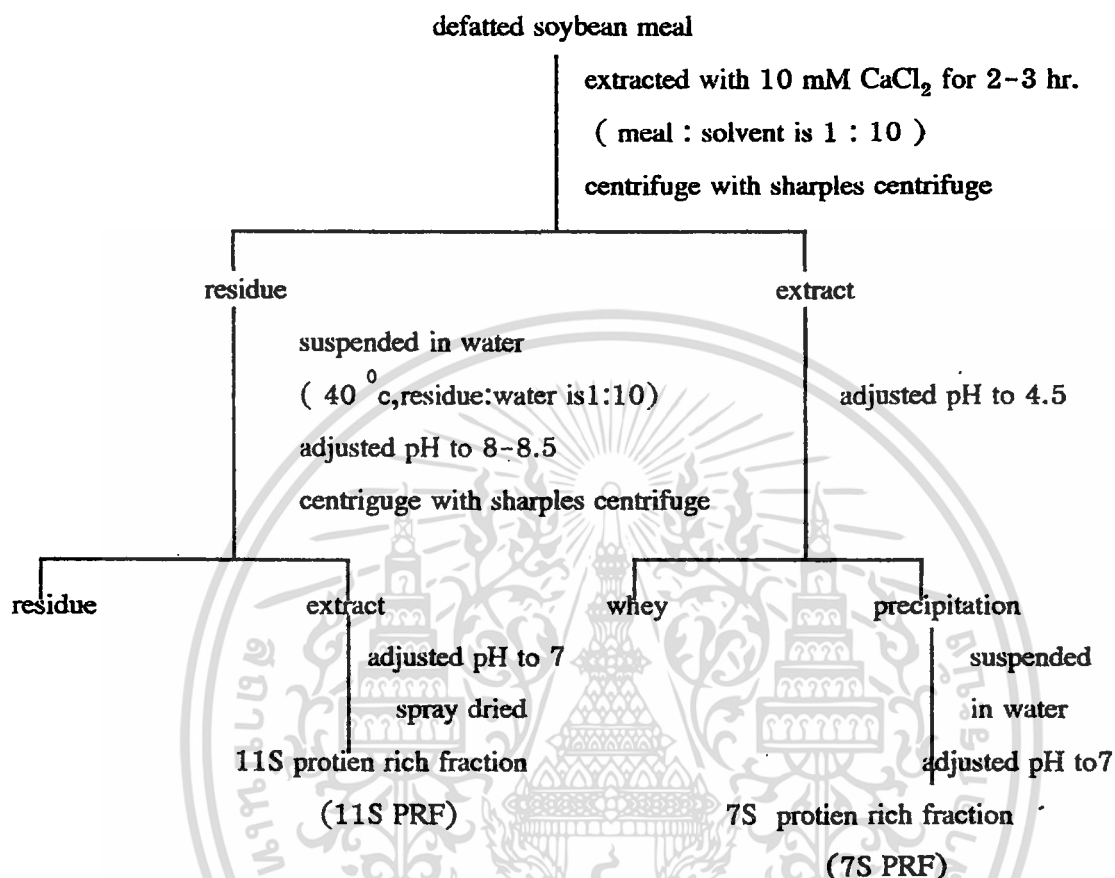 defatted soybean meal
extracted with 10 mM CaCl₂ for 2-3 hr.
( meal : solvent is 1 : 10 )
centrifuge with sharples centrifuge
residue
extract
suspended in water
( 40 ⁰c,residue:water is1:10)
adjusted pH to 8-8.5
centriguge with sharples centrifuge
adjusted pH to 4.5
residue
extract
whey
precipitation
adjusted pH to 7
spray dried
11S protien rich fraction
(11S PRF)
suspended
in water
adjusted pH to7
7S protien rich fraction
(7S PRF)